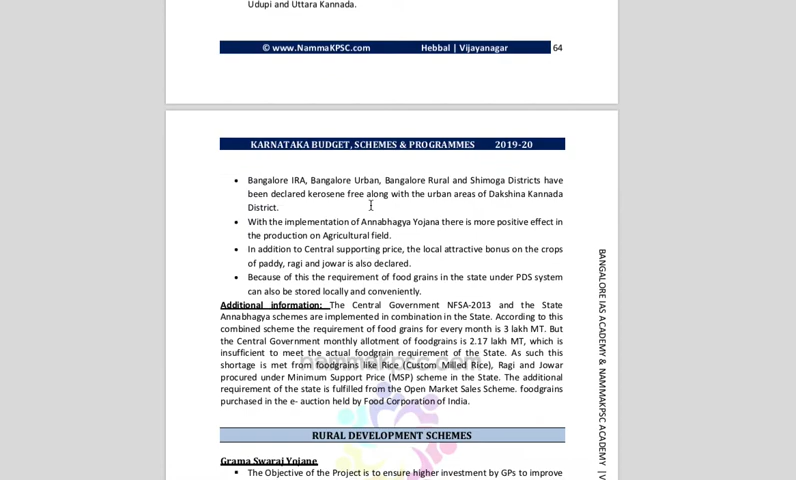 Udupi and Uttara Kannada.
© www.NammaKPSC.com Hebbal | Vijayanagar 64
KARNATAKA BUDGET, SCHEMES & PROGRAMMES 2019-20
• Bangalore IRA, Bangalore Urban, Bangalore Rural and Shimoga Districts have
been declared kerosene free along with the urban areas of Dakshina Kannada
District.
• With the implementation of Annabhagya Yojana there is more positive effect in
the production on Agricultural field.
• In addition to Central supporting price, the local attractive bonus on the crops
of paddy, ragi and jowar is also declared.
• Because of this the requirement of food grains in the state under PDS system
can also be stored locally and conveniently.
Additional information: The Central Government NFSA-2013 and the State
Annabhagya schemes are implemented in combination in the State. According to this
combined scheme the requirement of food grains for every month is 3 lakh MT. But
the Central Government monthly allotment of foodgrains is 2.17 lakh MT, which is
insufficient to meet the actual foodgrain requirement of the State. As such this
shortage is met from foodgrains like Rice (Custom Milled Rice), Ragi and Jowar
procured under Minimum Support Price (MSP) scheme in the State. The additional
requirement of the state is fulfilled from the Open Market Sales Scheme. foodgrains
purchased in the e- auction held by Food Corporation of India.
nammakpsc.com
RURAL DEVELOPMENT SCHEMES
Grama Swaraj Yojane
▪ The Objective of the Project is to ensure higher investment by GPs to improve
BANGALORE IAS ACADEMY & NAMMAKPSC ACADEMY | V